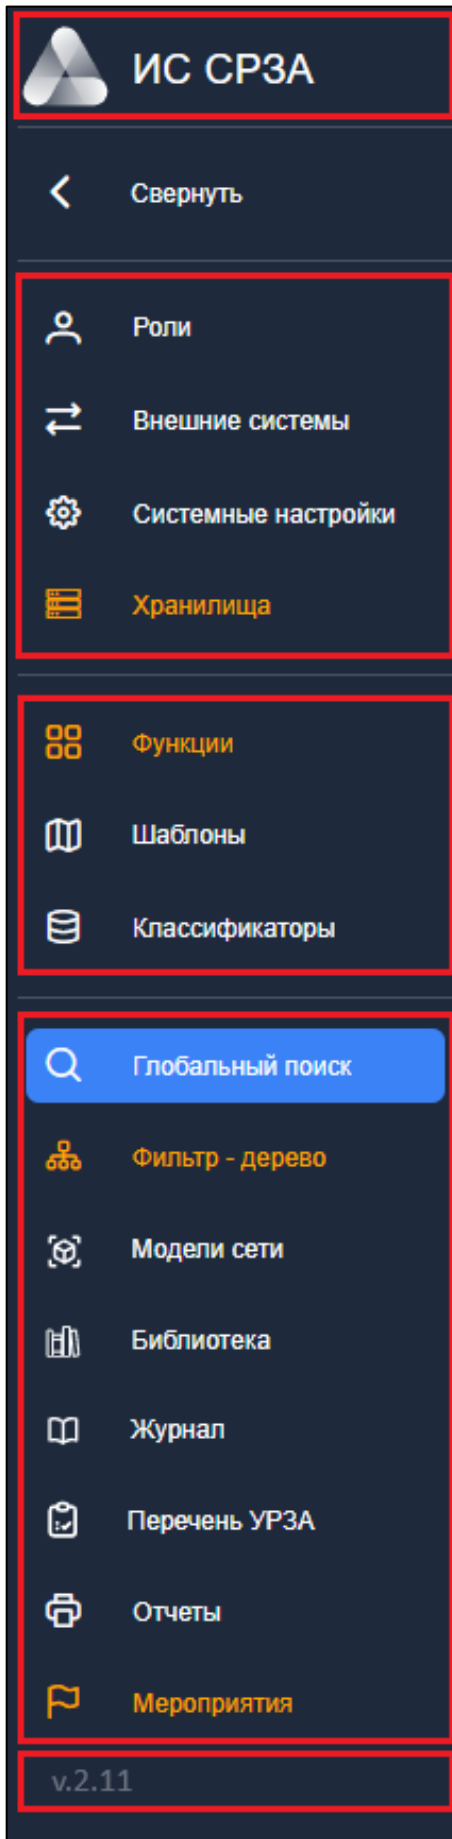 ИС СРЗА
Свернуть
Роли
Внешние системы
Системные настройки
Хранилища
Функции
Шаблоны
Классификаторы
Глобальный поиск
Фильтр - дерево
Модели сети
Библиотека
Журнал
Перечень УРЗА
Отчеты
Мероприятия
v.2.11